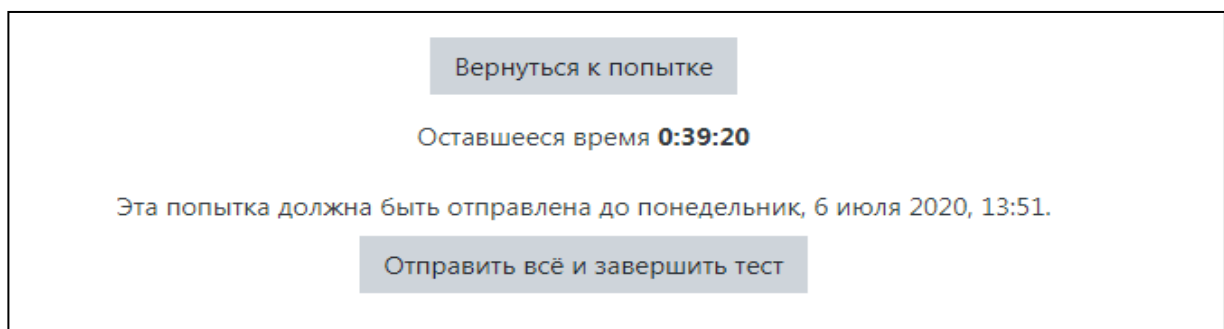 Вернуться к попытке
Оставшееся время 0:39:20
Эта попытка должна быть отправлена до понедельник, 6 июля 2020, 13:51.
Отправить всё и завершить тест